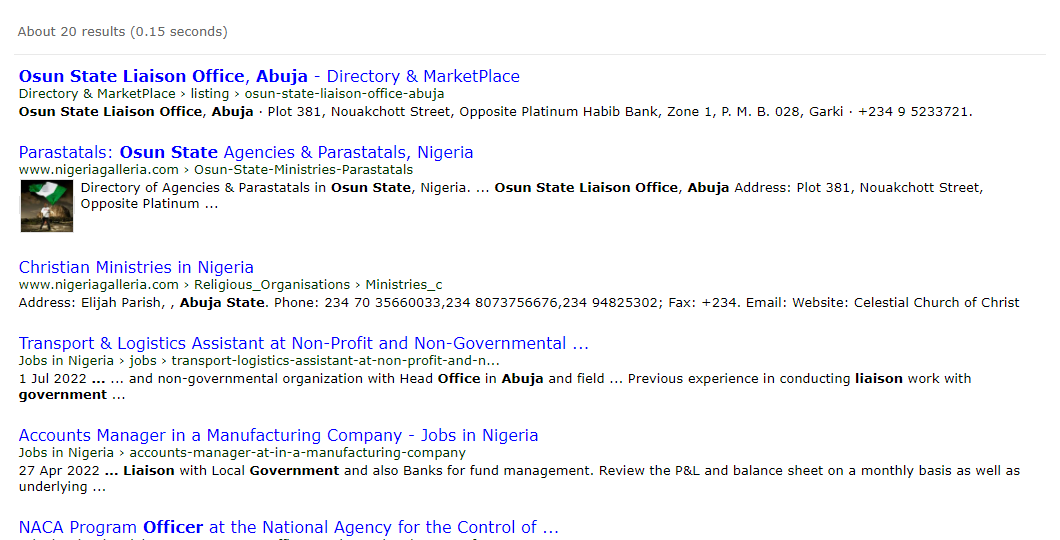 About 20 results (0.15 seconds)
Osun State Liaison Office, Abuja - Directory & MarketPlace
Directory & MarketPlace › listing › osun-state-liaison-office-abuja
Osun State Liaison Office, Abuja · Plot 381, Nouakchott Street, Opposite Platinum Habib Bank, Zone 1, P. M. B. 028, Garki · +234 9 5233721.
Parastatals: Osun State Agencies & Parastatals, Nigeria
www.nigeriagalleria.com › Osun-State-Ministries-Parastatals
Directory of Agencies & Parastatals in Osun State, Nigeria. ... Osun State Liaison Office, Abuja Address: Plot 381, Nouakchott Street,
Opposite Platinum ...
Christian Ministries in Nigeria
www.nigeriagalleria.com › Religious_Organisations › Ministries_c
Address: Elijah Parish, , Abuja State. Phone: 234 70 35660033,234 8073756676,234 94825302; Fax: +234. Email: Website: Celestial Church of Christ
Transport & Logistics Assistant at Non-Profit and Non-Governmental ...
Jobs in Nigeria › jobs › transport-logistics-assistant-at-non-profit-and-n...
1 Jul 2022 ... ... and non-governmental organization with Head Office in Abuja and field ... Previous experience in conducting liaison work with
government ...
Accounts Manager in a Manufacturing Company - Jobs in Nigeria
Jobs in Nigeria › accounts-manager-at-in-a-manufacturing-company
27 Apr 2022 ... Liaison with Local Government and also Banks for fund management. Review the P&L and balance sheet on a monthly basis as well as
underlying ...
NACA Program Officer at the National Agency for the Control of ...